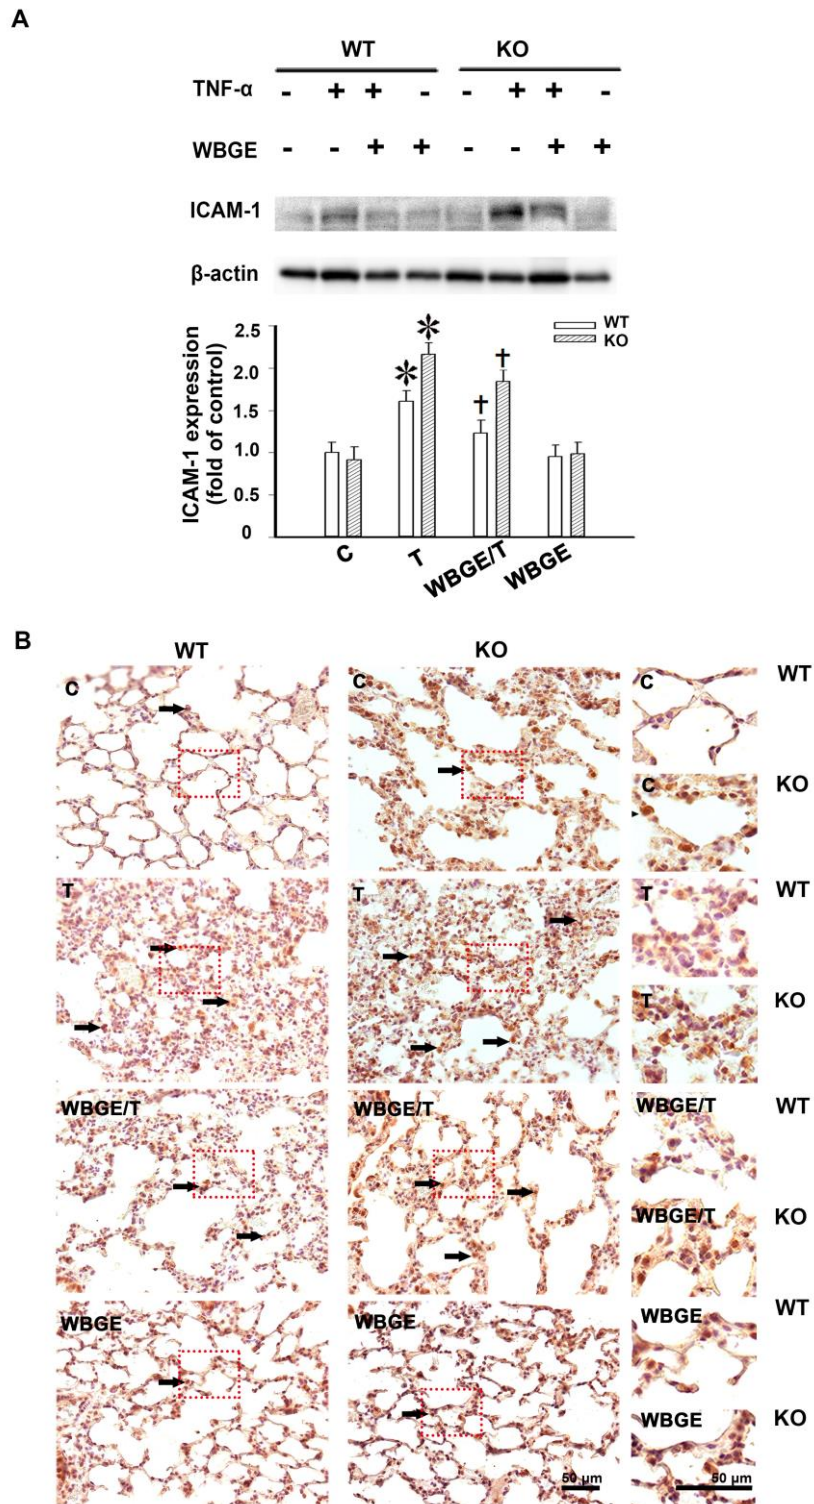 A
WT KO
TNF-α - + + - - + + -
WBGE - - + + - - + +
ICAM-1
β-actin
ICAM-1 expression
(fold of control)
2.5
2.0
1.5
1.0
0.5
0
* * † †
WT
KO
C T WBGE/T WBGE
B
WT KO
C C C WT
C KO
T T T WT
T KO
WBGE/T WBGE/T WBGE/T WT
WBGE/T KO
WBGE WBGE WBGE WT
WBGE KO
50 μm 50 μm